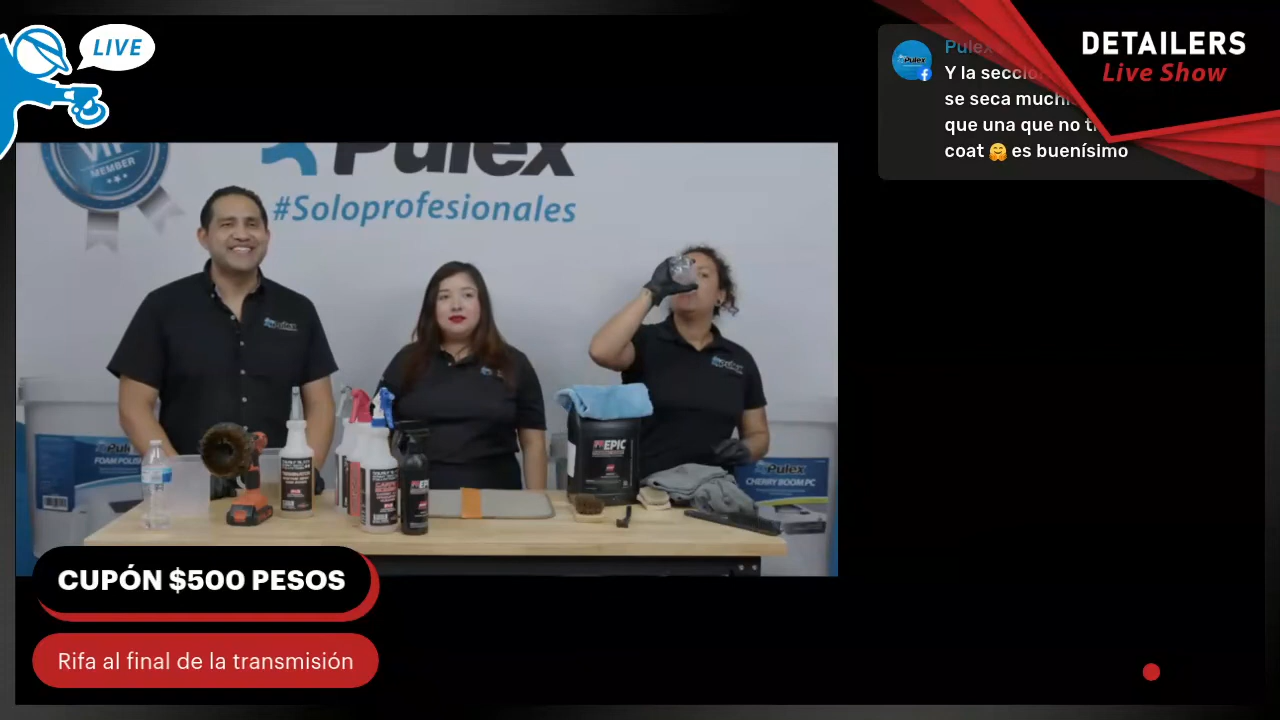 LIVE
DETAILERS
Live Show
Pulex
Y la secció
se seca much
que una que no t
coat 🤗 es buenísimo
VIP
MEMBER
Pulex
#Soloprofesionales
Pulex
FOAM POLISH
EPIC
EPIC
Pulex
CHERRY BOOM PC
CUPÓN $500 PESOS
Rifa al final de la transmisión